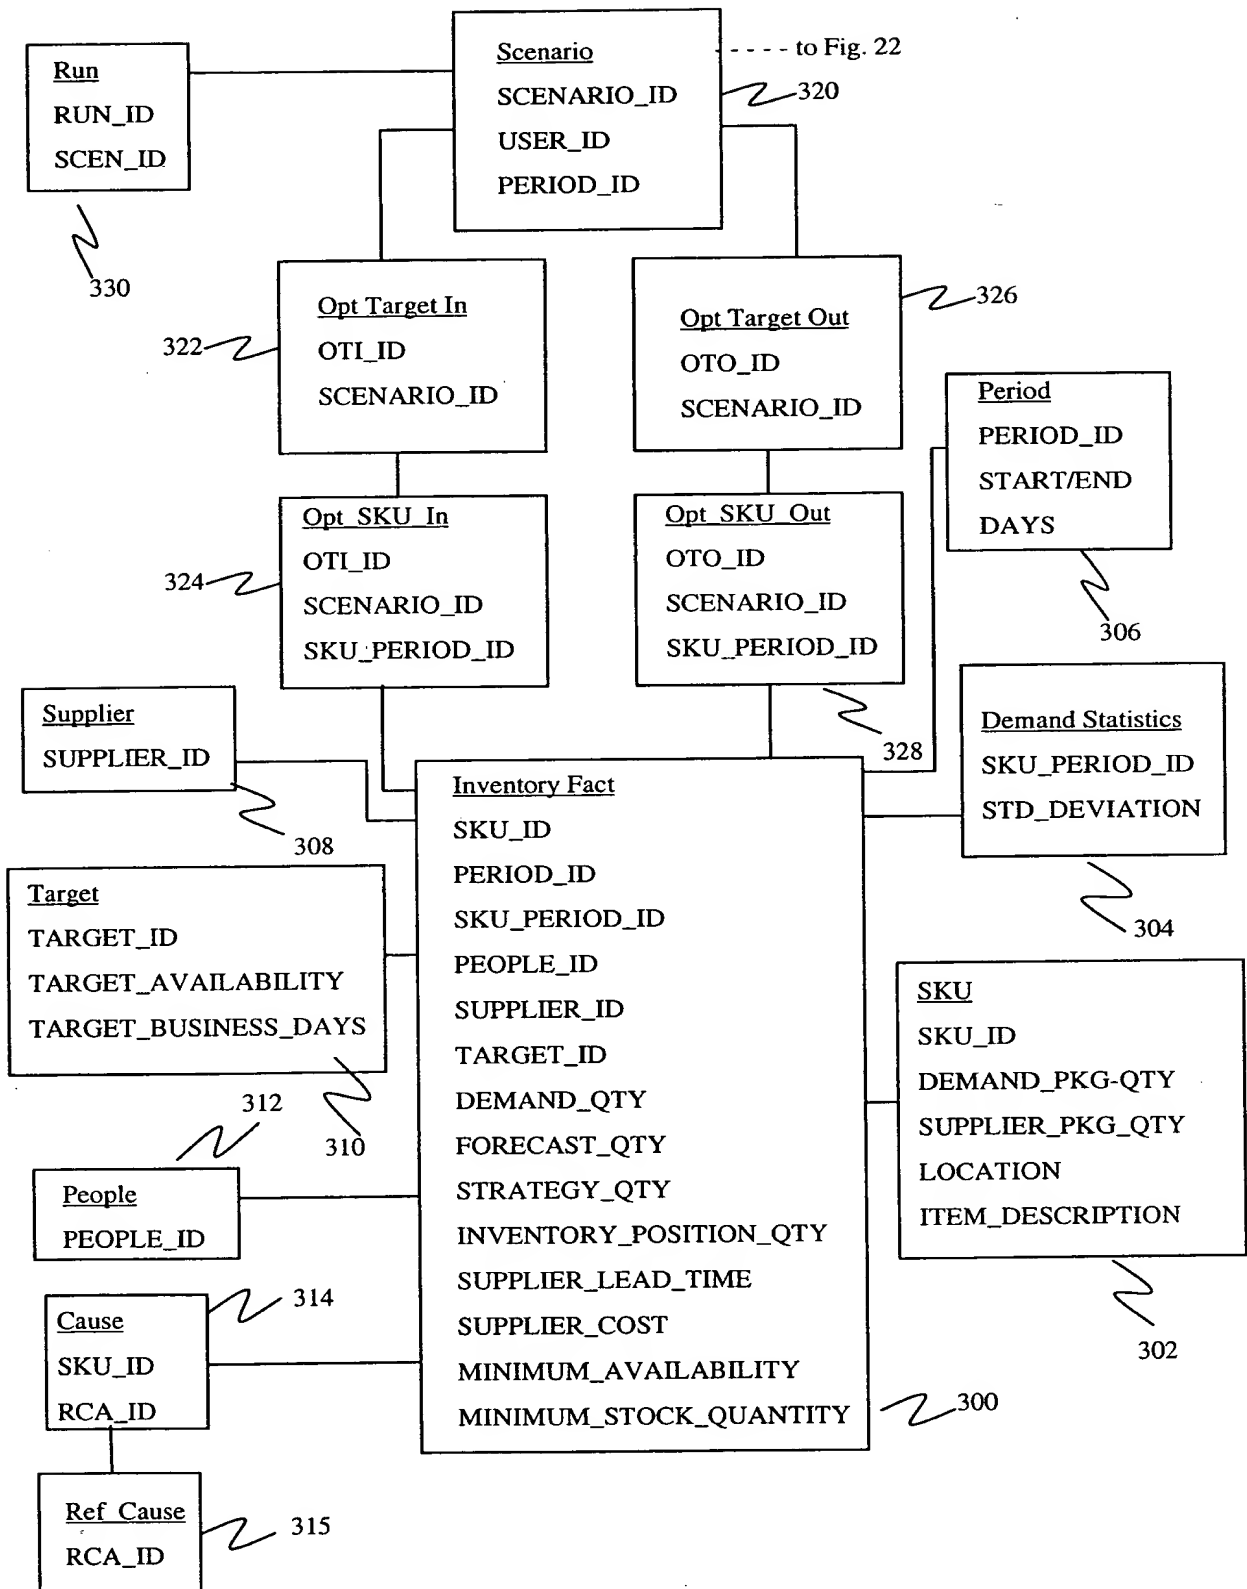 Run
RUN_ID
SCEN_ID
330
Scenario
SCENARIO_ID
USER_ID
PERIOD_ID
to Fig. 22
320
Opt Target In
OTI_ID
SCENARIO_ID
322
Opt Target Out
OTO_ID
SCENARIO_ID
326
Period
PERIOD_ID
START/END
DAYS
306
Opt_SKU_In
OTI_ID
SCENARIO_ID
SKU_PERIOD_ID
324
Opt_SKU_Out
OTO_ID
SCENARIO_ID
SKU_PERIOD_ID
328
Supplier
SUPPLIER_ID
308
Demand Statistics
SKU_PERIOD_ID
STD_DEVIATION
304
Target
TARGET_ID
TARGET_AVAILABILITY
TARGET_BUSINESS_DAYS
310
Inventory Fact
SKU_ID
PERIOD_ID
SKU_PERIOD_ID
PEOPLE_ID
SUPPLIER_ID
TARGET_ID
DEMAND_QTY
FORECAST_QTY
STRATEGY_QTY
INVENTORY_POSITION_QTY
SUPPLIER_LEAD_TIME
SUPPLIER_COST
MINIMUM_AVAILABILITY
MINIMUM_STOCK_QUANTITY
300
SKU
SKU_ID
DEMAND_PKG-QTY
SUPPLIER_PKG_QTY
LOCATION
ITEM_DESCRIPTION
302
312
People
PEOPLE_ID
314
Cause
SKU_ID
RCA_ID
Ref_Cause
RCA_ID
315